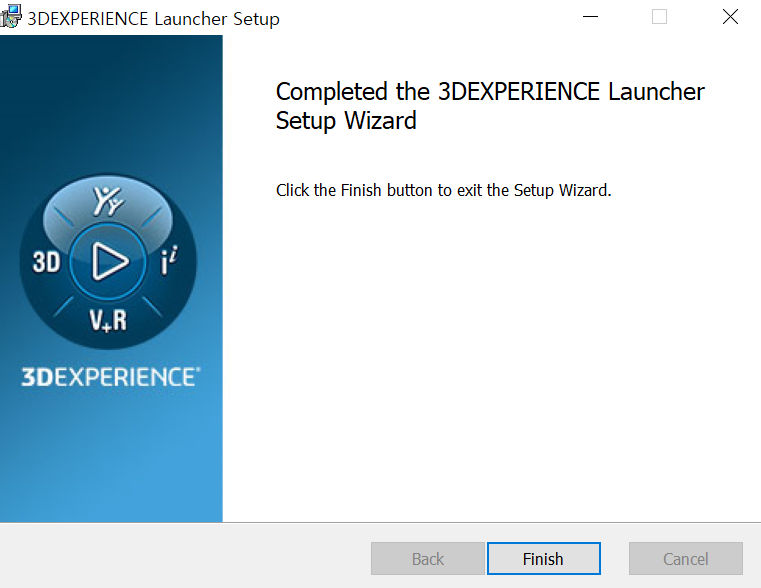 3DEXPERIENCE Launcher Setup
Completed the 3DEXPERIENCE Launcher
Setup Wizard
Click the Finish button to exit the Setup Wizard.
3D
i i
V+R
3DEXPERIENCE®
Back
Finish
Cancel